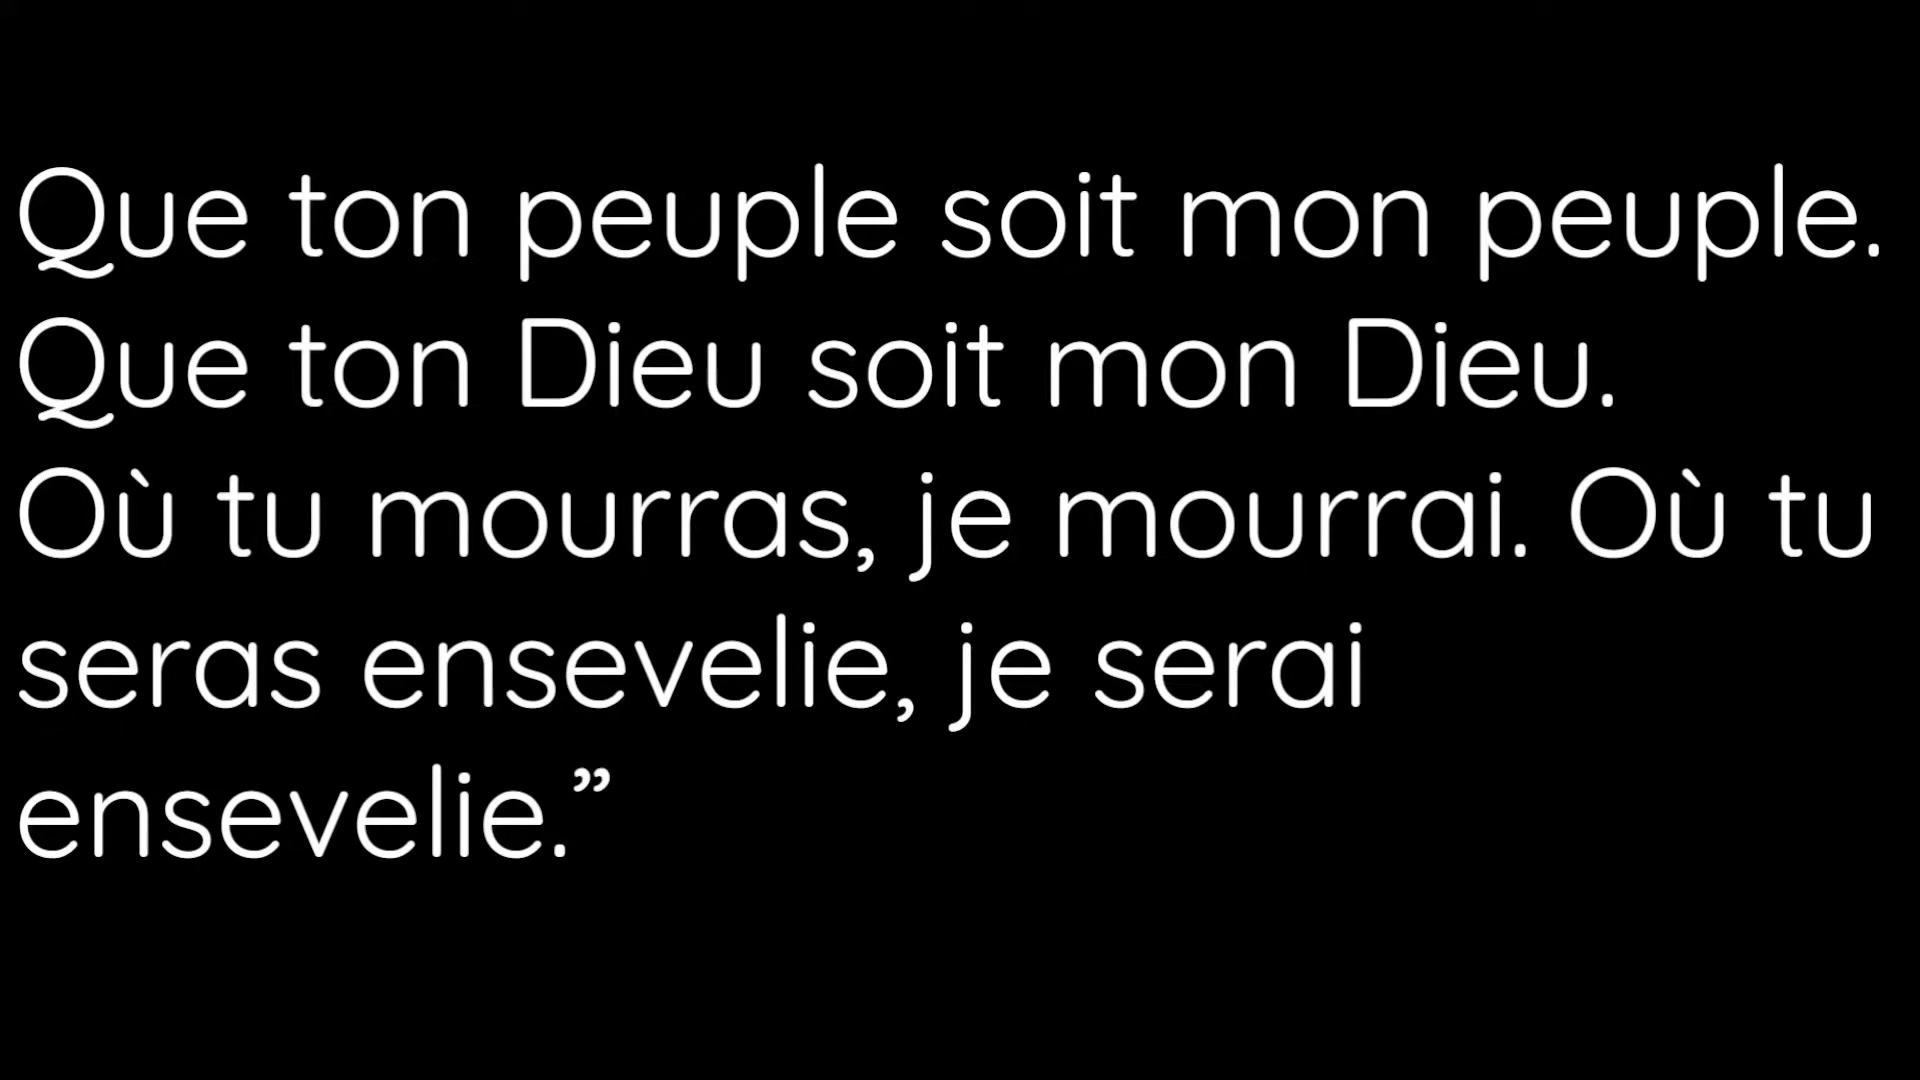 Que ton peuple soit mon peuple.
Que ton Dieu soit mon Dieu.
Où tu mourras, je mourrai. Où tu
seras ensevelie, je serai
ensevelie.”